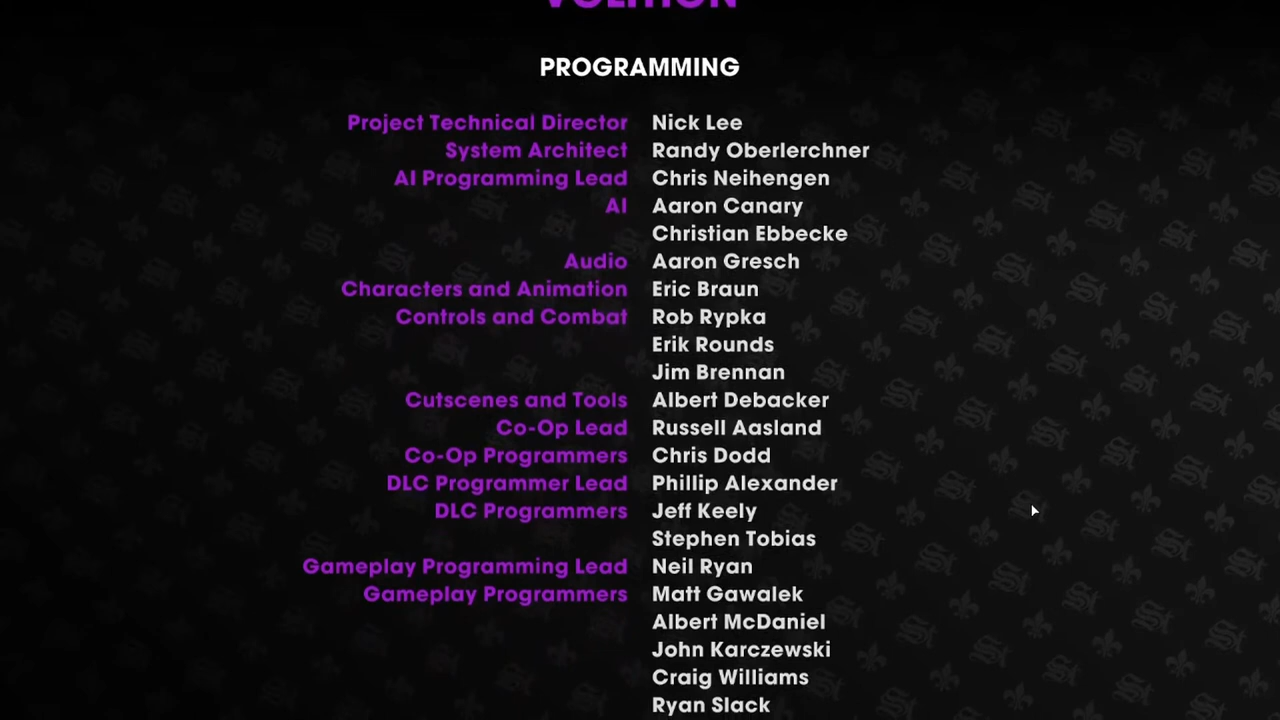 VOLITION
PROGRAMMING
Project Technical Director Nick Lee
System Architect Randy Oberlerchner
AI Programming Lead Chris Neihengen
AI Aaron Canary
Christian Ebbecke
Audio Aaron Gresch
Characters and Animation Eric Braun
Controls and Combat Rob Rypka
Erik Rounds
Jim Brennan
Cutscenes and Tools Albert Debacker
Co-Op Lead Russell Aasland
Co-Op Programmers Chris Dodd
DLC Programmer Lead Phillip Alexander
DLC Programmers Jeff Keely
Stephen Tobias
Gameplay Programming Lead Neil Ryan
Gameplay Programmers Matt Gawalek
Albert McDaniel
John Karczewski
Craig Williams
Ryan Slack